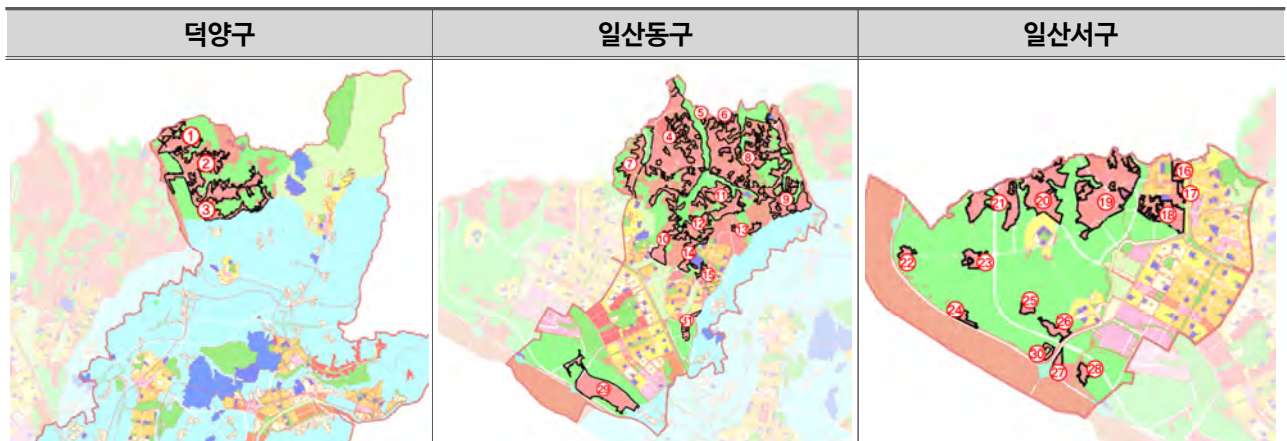 덕양구 일산동구 일산서구
① ② ③
⑤ ⑥ ④ ⑦ ⑧ ⑨ ⑪ ⑫ ⑬ ⑩ ⑭ ⑮ ㉛ ㉙
⑯ ⑰ ㉑ ⑳ ⑲ ⑱ ㉒ ㉓ ㉔ ㉕ ㉖ ㉚ ㉗ ㉘